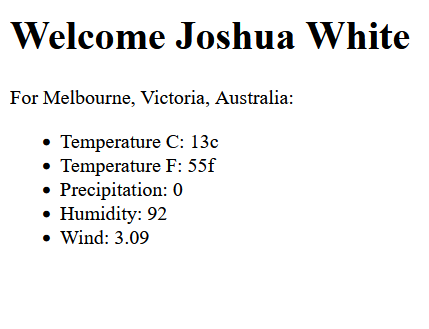 Welcome Joshua White
For Melbourne, Victoria, Australia:
• Temperature C: 13c
• Temperature F: 55f
• Precipitation: 0
• Humidity: 92
• Wind: 3.09